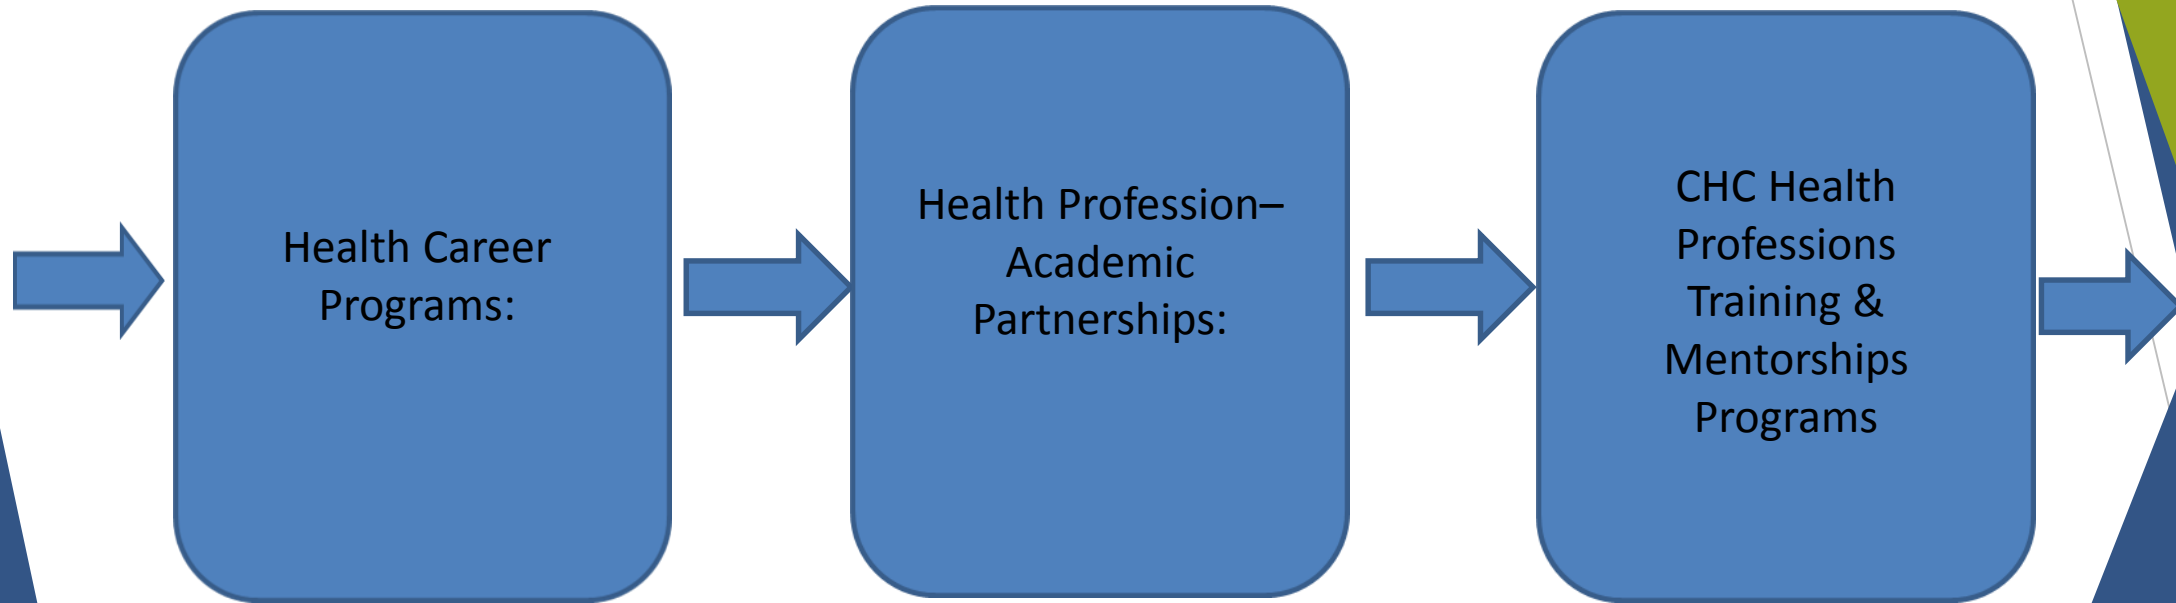 Health Career
Programs:
Health Profession–
Academic
Partnerships:
CHC Health
Professions
Training &
Mentorships
Programs